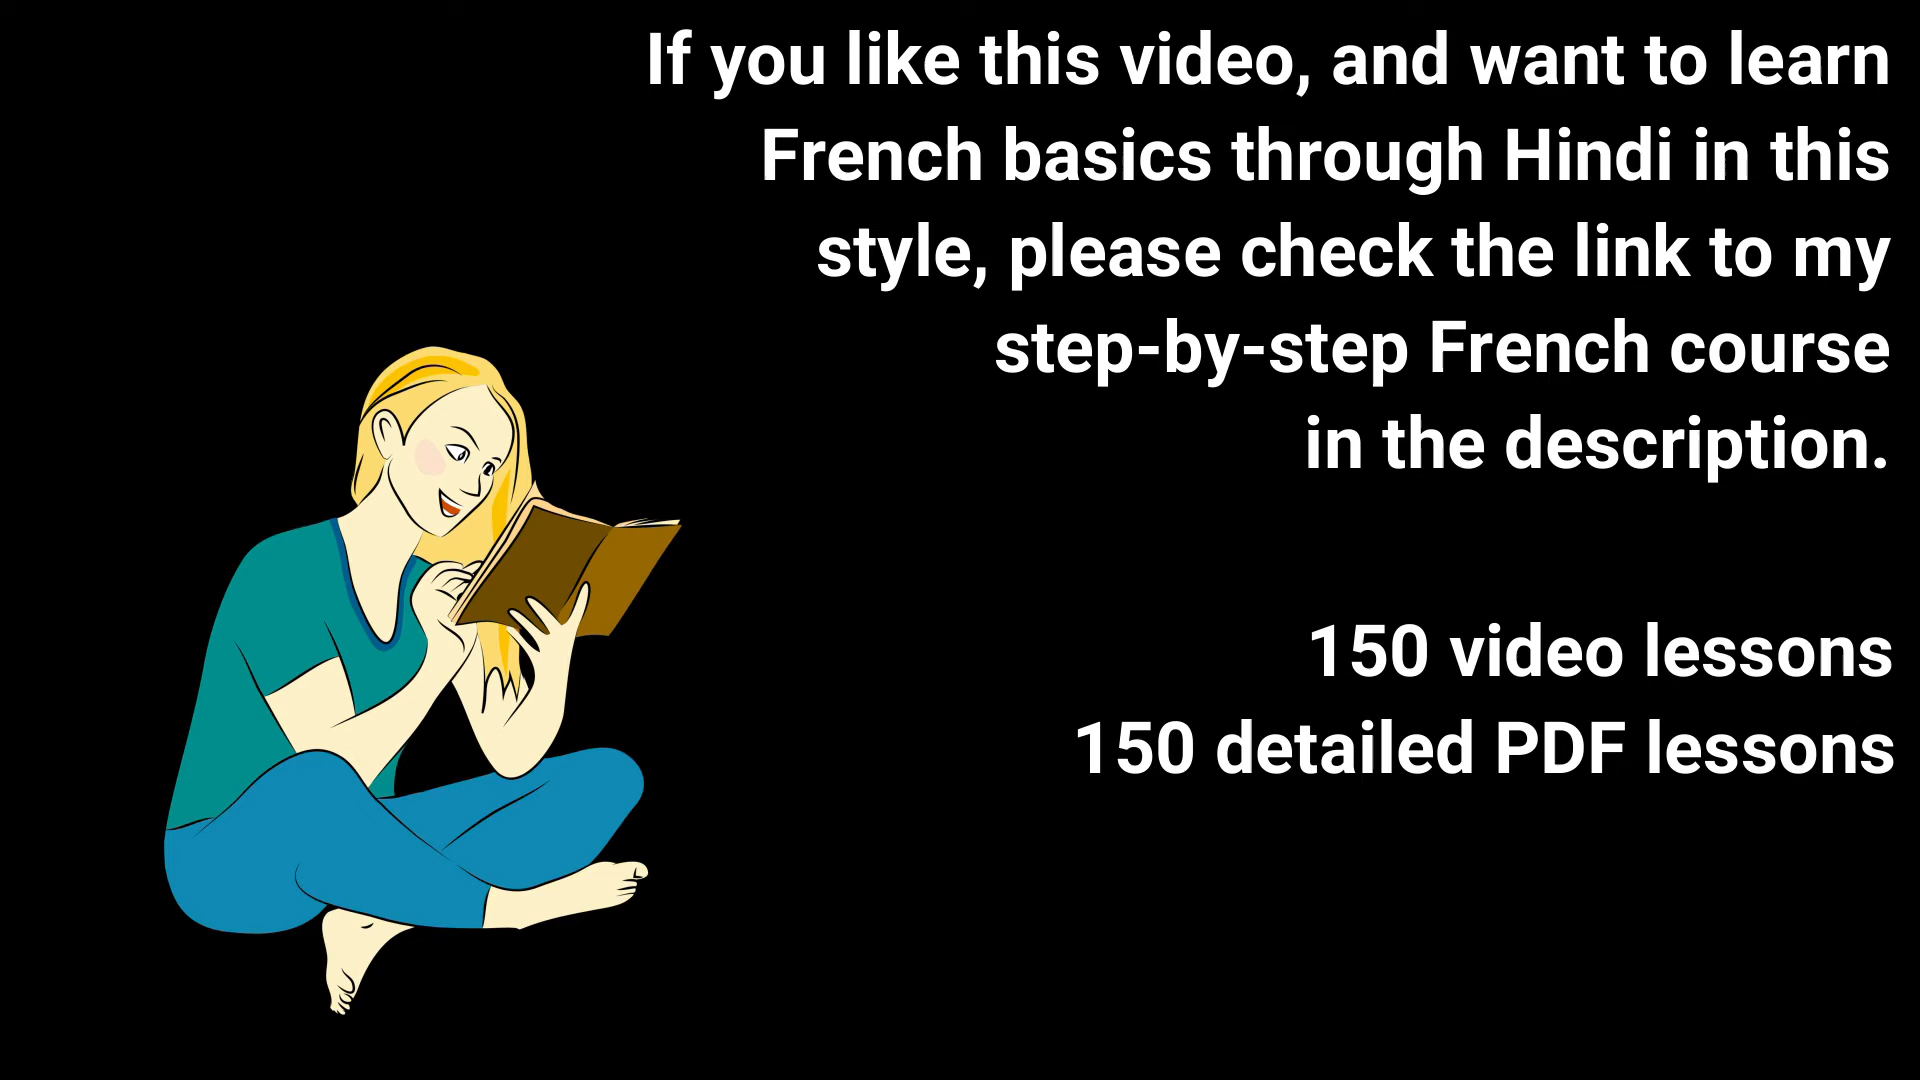 If you like this video, and want to learn
French basics through Hindi in this
style, please check the link to my
step-by-step French course
in the description.
150 video lessons
150 detailed PDF lessons